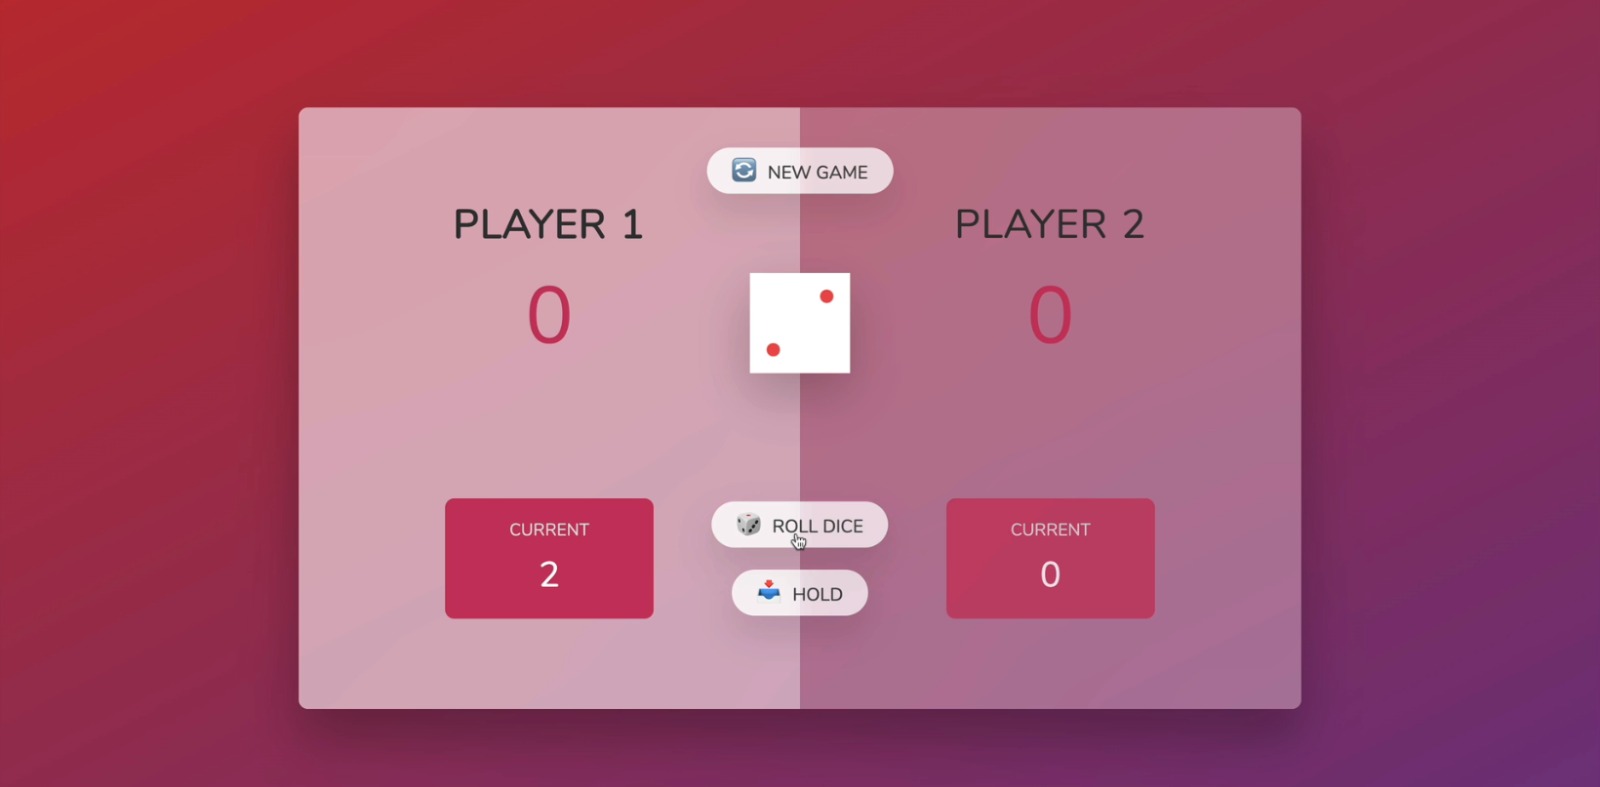 NEW GAME
PLAYER 1
0
PLAYER 2
0
CURRENT
2
ROLL DICE
HOLD
CURRENT
0